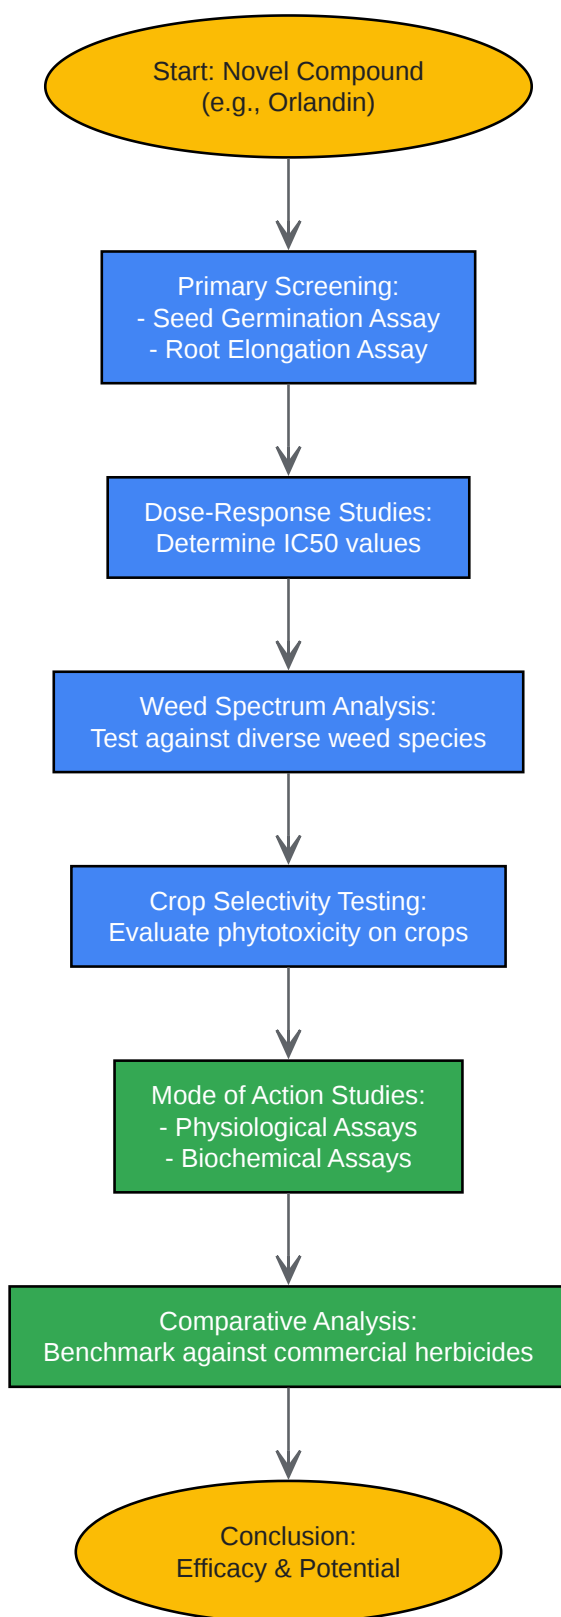 Start: Novel Compound
(e.g., Orlandin)
Primary Screening:
- Seed Germination Assay
- Root Elongation Assay
Dose-Response Studies:
Determine IC50 values
Weed Spectrum Analysis:
Test against diverse weed species
Crop Selectivity Testing:
Evaluate phytotoxicity on crops
Mode of Action Studies:
- Physiological Assays
- Biochemical Assays
Comparative Analysis:
Benchmark against commercial herbicides
Conclusion:
Efficacy & Potential